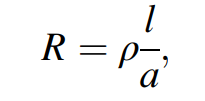 R = ρ l/a,